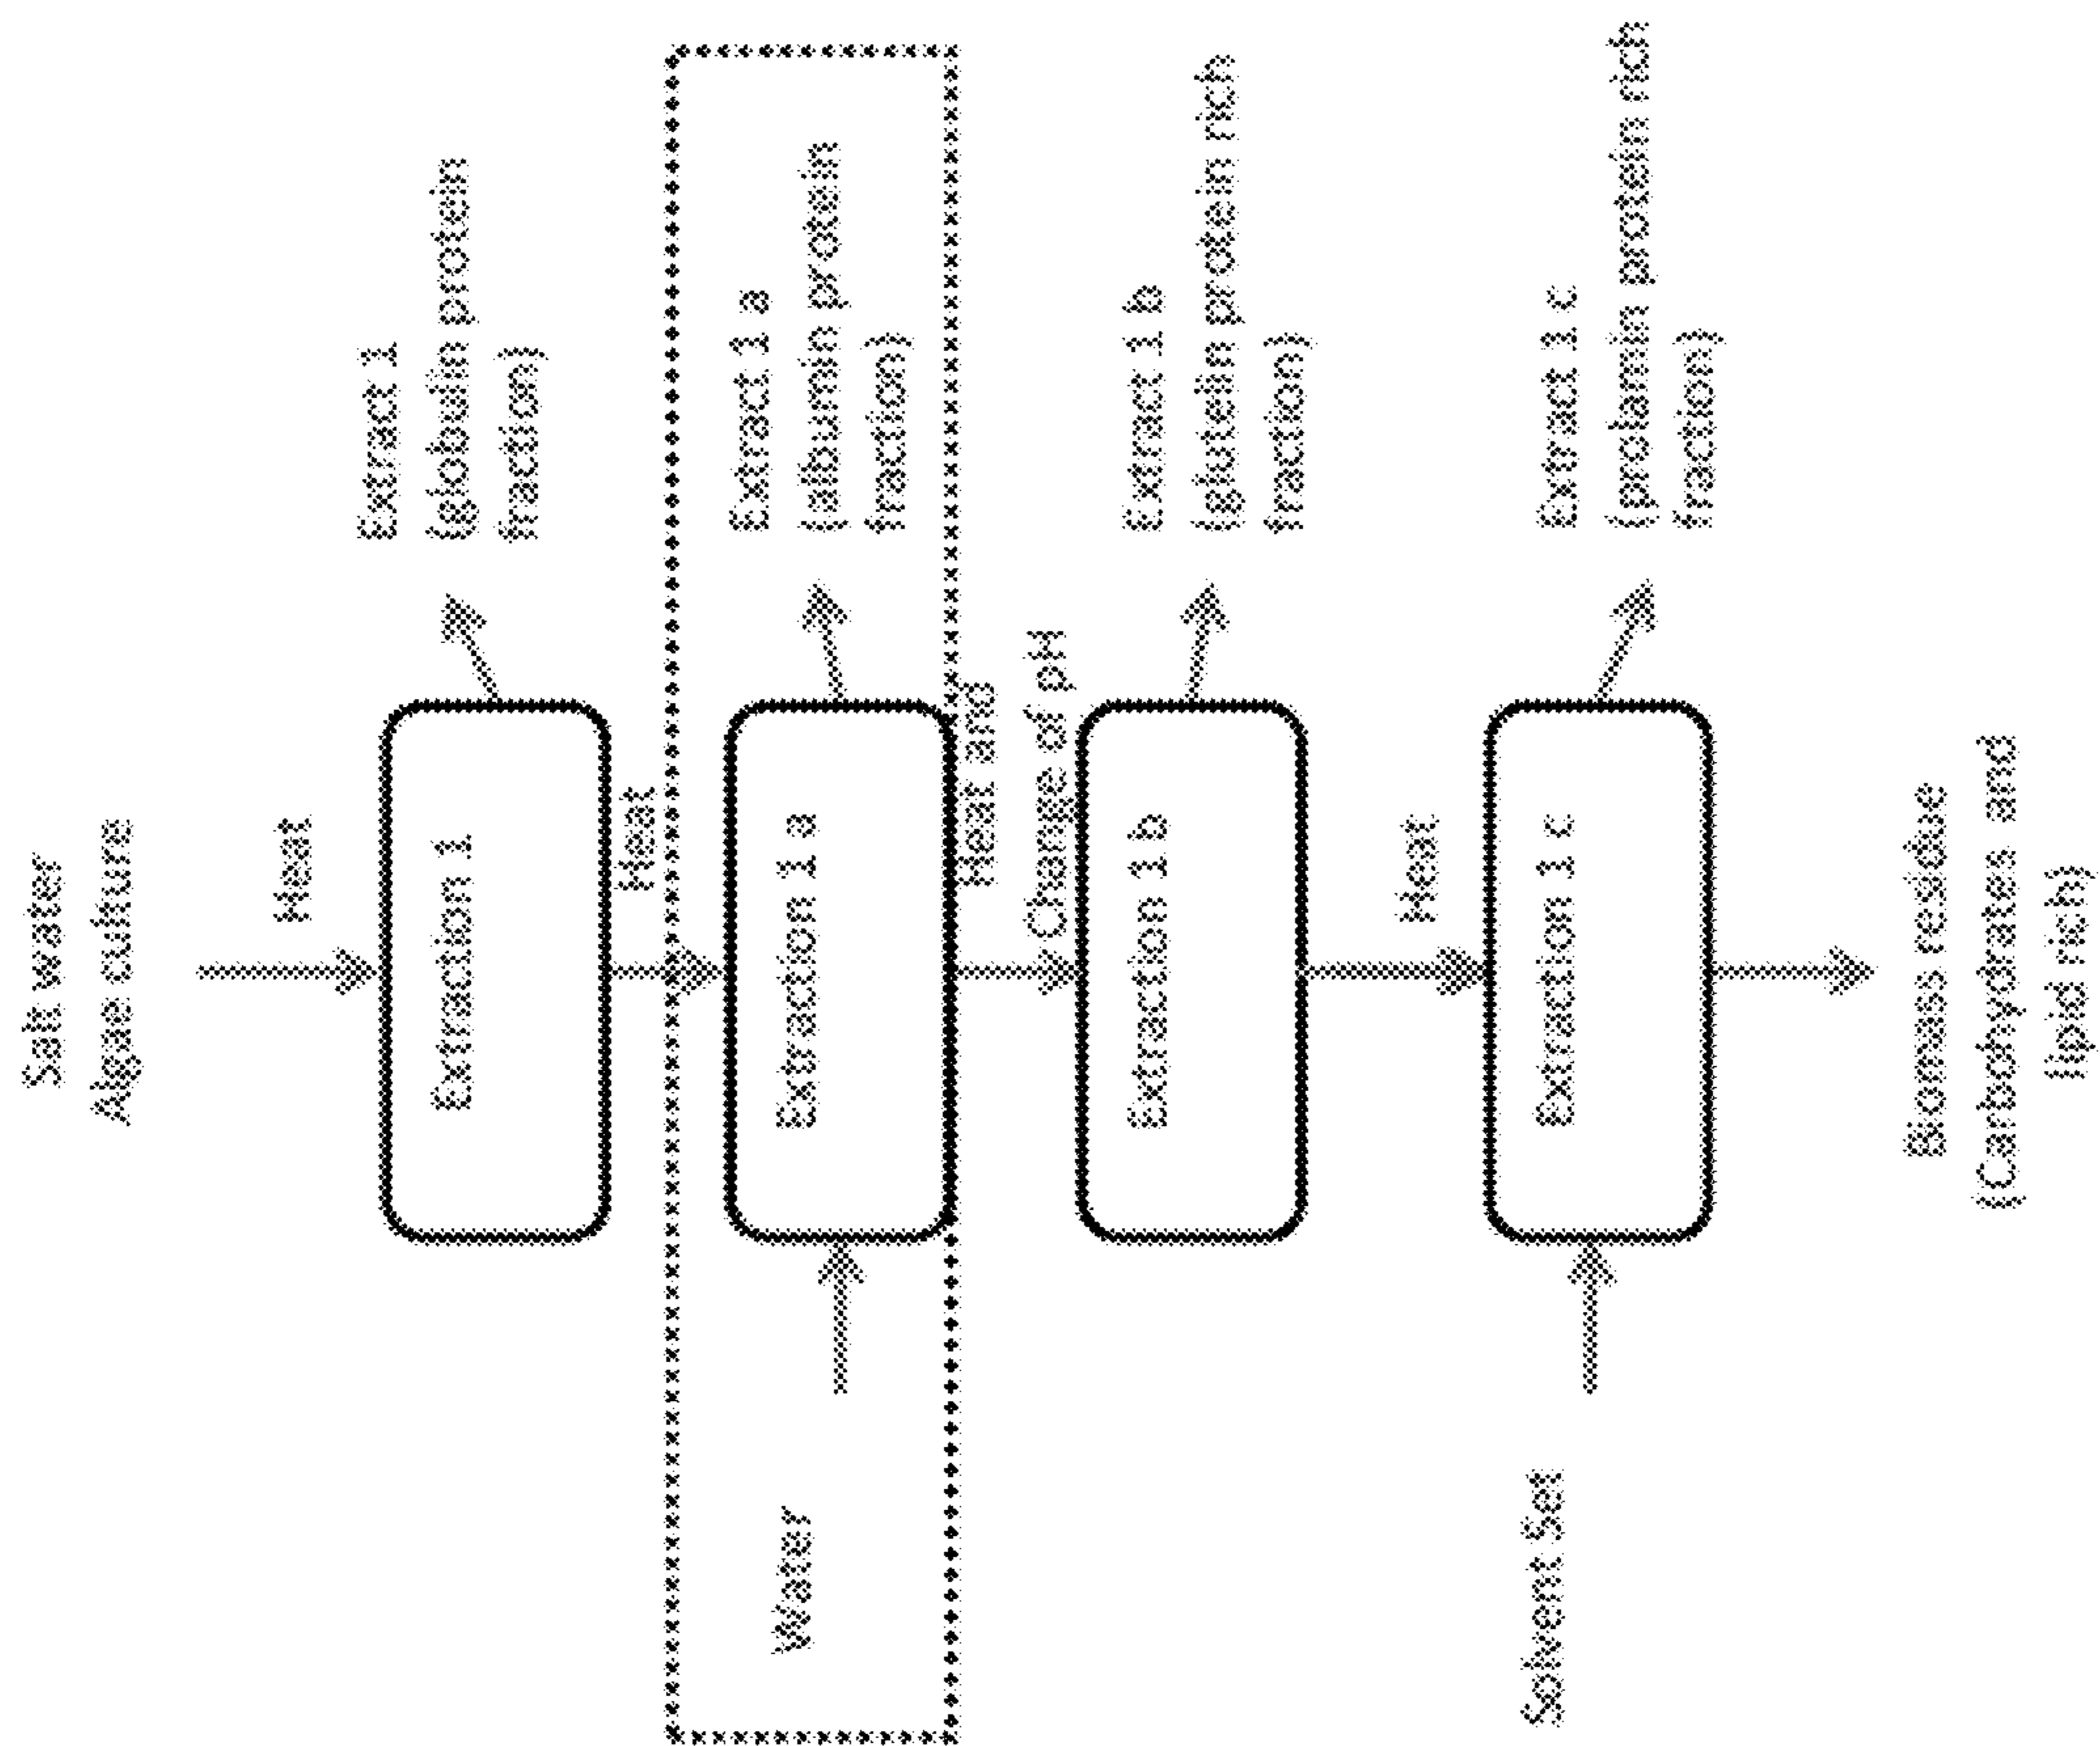 Salt water
Algae culture
Heat
Extraction 1
Extract 1
(globulin protein
fraction)
Heat
Water
Extraction 1 a
Extract 1 a
(albumin protein
fraction)
Heat and
Change of pH
Extraction 1b
Extract 1 b
(glutelin protein rich
fraction)
Heat
Solvent Set
Extraction 1 c
Extract 1 c
(prolamin protein rich
fraction)
Biomass residue
(Carbohydrates and
lipid rich)